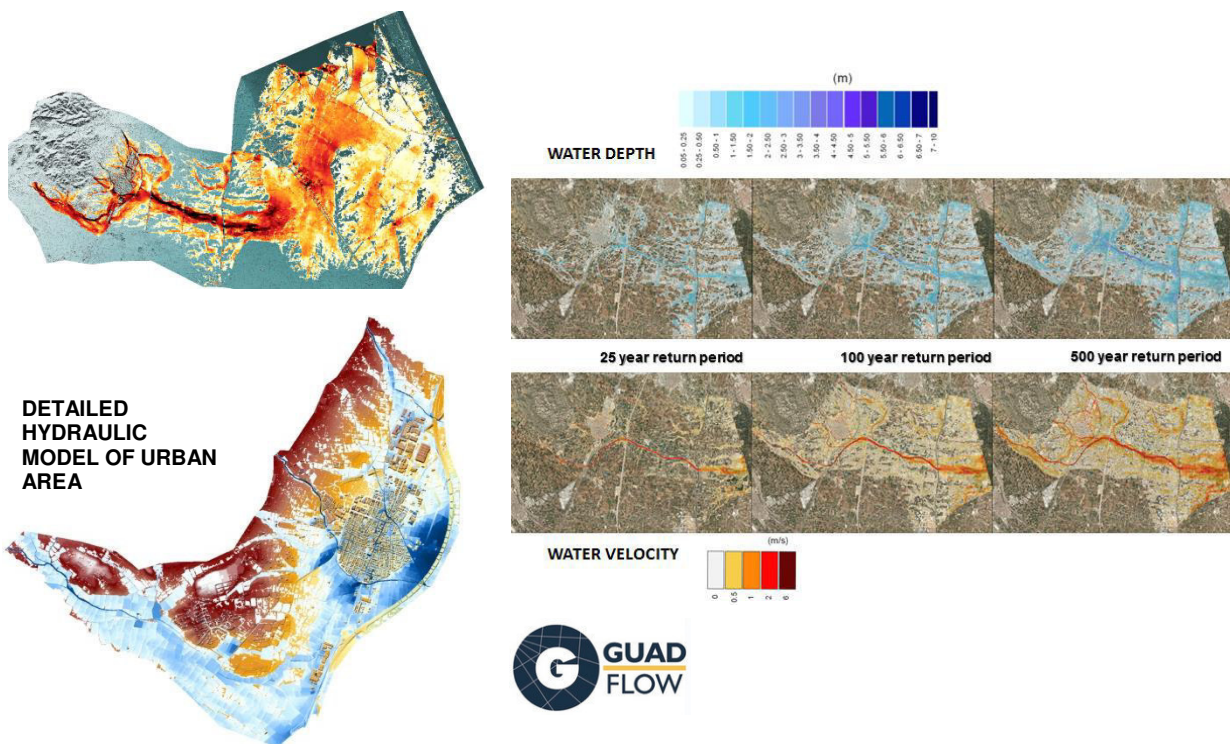 (m)
0.05 - 0.25
0.25 - 0.50
0.50 - 1
1 - 1.50
1.50 - 2
2 - 2.50
2.50 - 3
3 - 3.50
3.50 - 4
4 - 4.50
4.50 - 5
5 - 5.50
5.50 - 6
6 - 6.50
6.50 - 7
7 - 10
WATER DEPTH
25 year return period
100 year return period
500 year return period
DETAILED
HYDRAULIC
MODEL OF URBAN
AREA
WATER VELOCITY
(m/s)
0
0.5
1
2
6
G
GUAD
FLOW